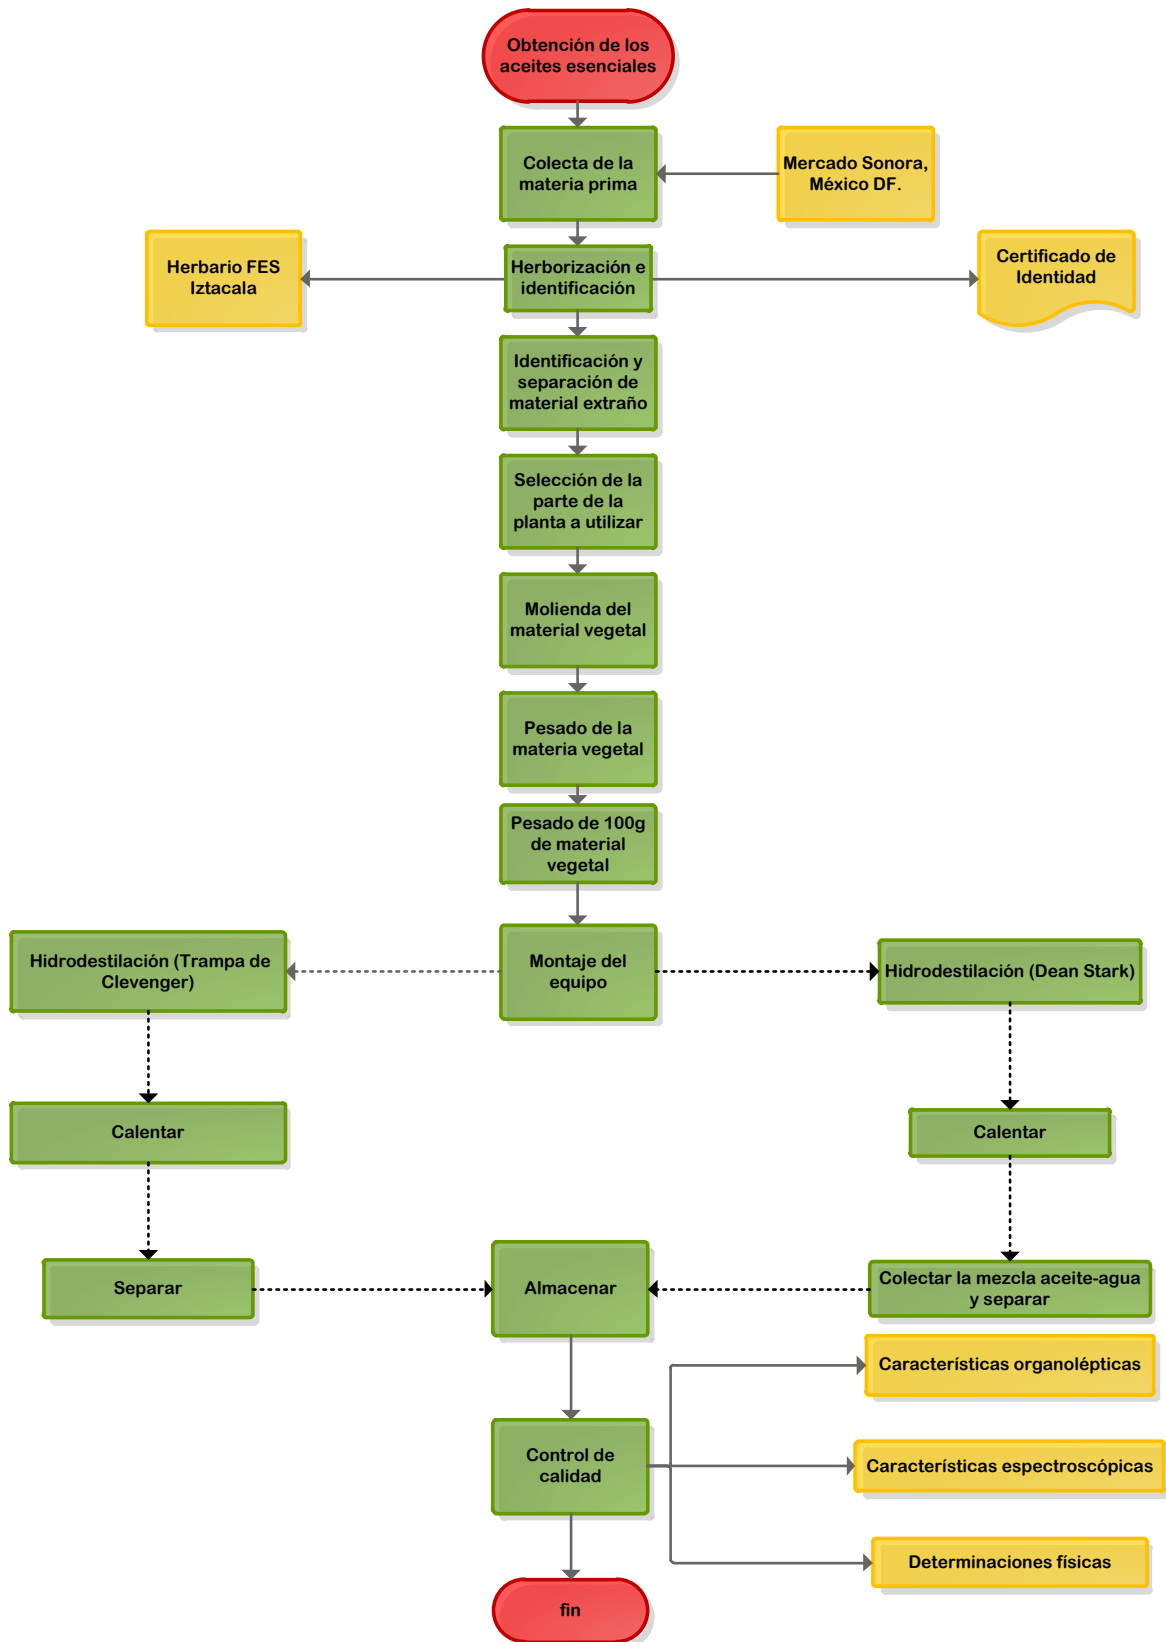 Obtención de los
aceites esenciales
Colecta de la
materia prima
Mercado Sonora,
México DF.
Herbario FES
Iztacala
Herborización e
identificación
Certificado de
Identidad
Identificación y
separación de
material extraño
Selección de la
parte de la
planta a utilizar
Molienda del
material vegetal
Pesado de la
materia vegetal
Pesado de 100g
de material
vegetal
Hidrodestilación (Trampa de
Clevenger)
Montaje del
equipo
Hidrodestilación (Dean Stark)
Calentar
Calentar
Separar
Almacenar
Colectar la mezcla aceite-agua
y separar
Características organolépticas
Control de
calidad
Características espectroscópicas
Determinaciones físicas
fin